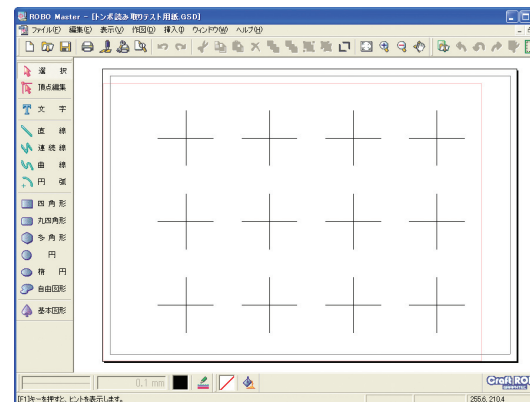 ROBO Master - [トンボ読み取りテスト用紙.GSD]
ファイル(F) 編集(E) 表示(V) 作図(D) 挿入(I) ウィンドウ(W) ヘルプ(H)
選 択
頂点編集
文 字
直 線
連 続 線
曲 線
円 弧
四 角 形
丸四角形
多 角 形
円
楕 円
自由図形
基本図形
0.1 mm
Craft RO
[F1]キーを押すと、ヒントを表示します。
255.6, 210.4